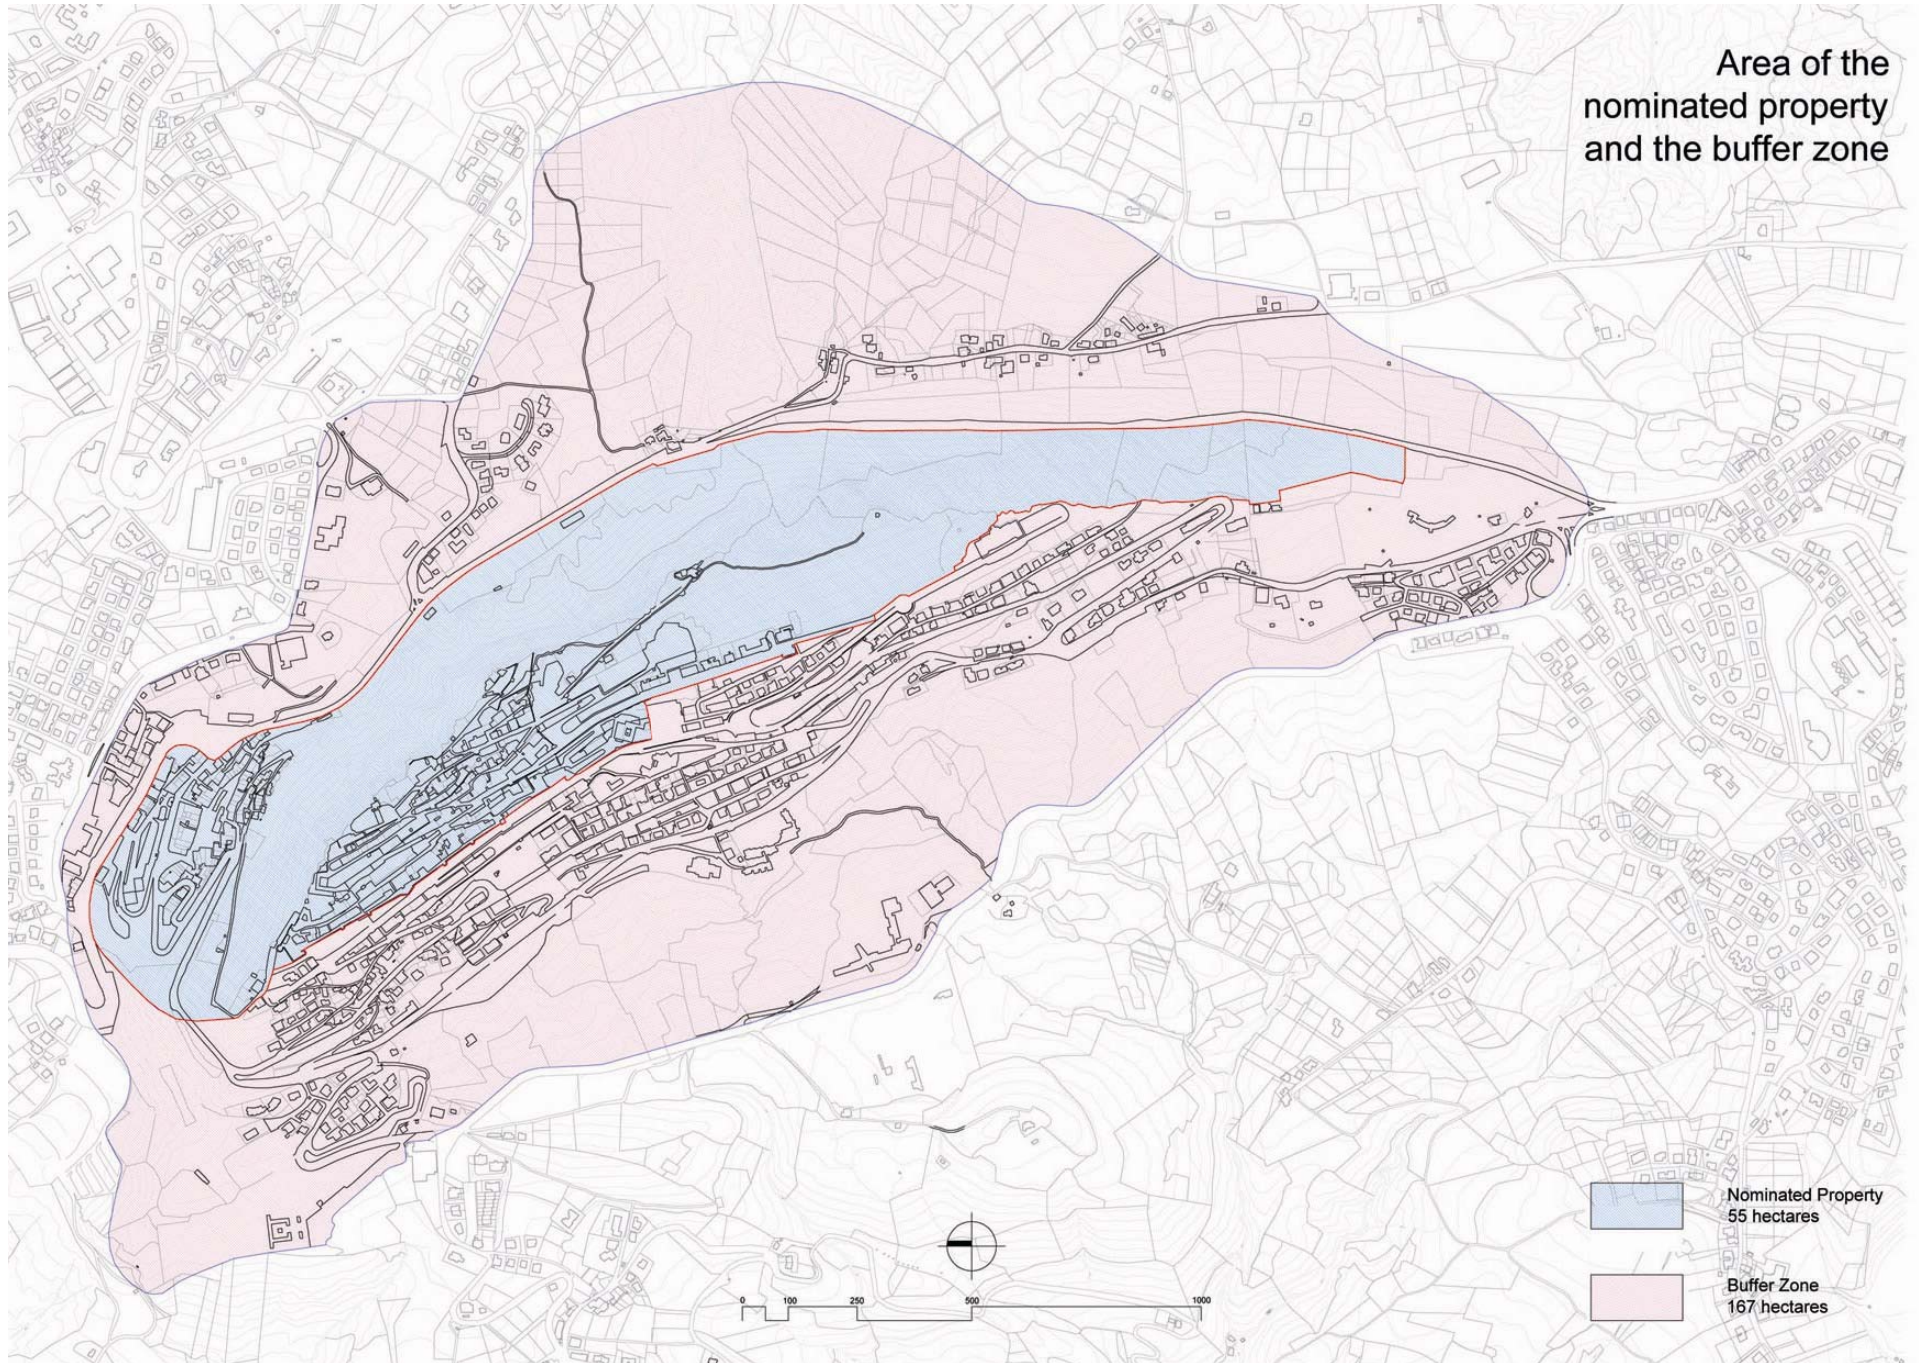 Area of the
nominated property
and the buffer zone
Nominated Property
55 hectares
Buffer Zone
167 hectares
0 100 250 500 1000